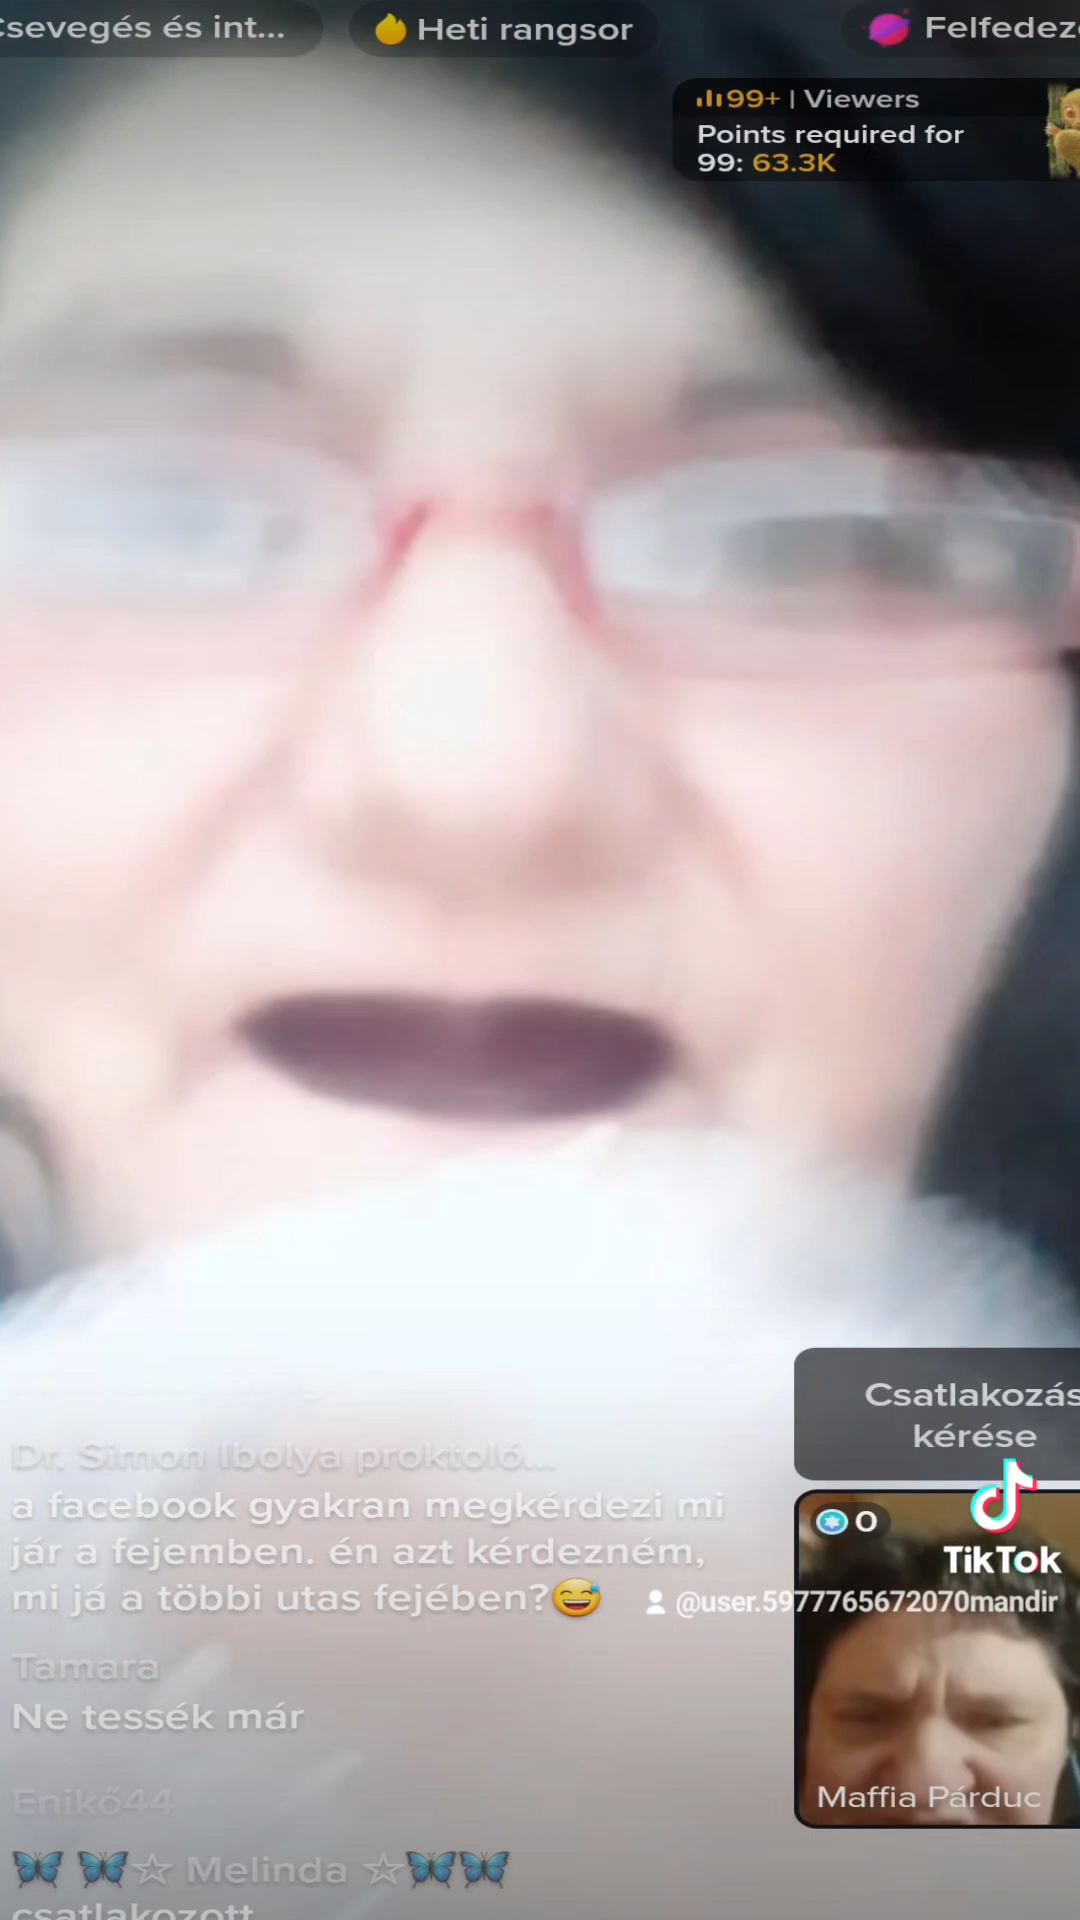 Csevegés és int...
Heti rangsor
Felfedez
99+ | Viewers
Points required for
99: 63.3K
Csatlakozás
kérése
Dr. Simon Ibolya proktoló...
a facebook gyakran megkérdezi mi
jár a fejemben. én azt kérdezném,
mi já a többi utas fejében?😅
0
TikTok
@user.5977765672070mandir
Tamara
Ne tessék már
Maffia Párduc
Enikő44
🦋 🦋☆ Melinda ☆🦋🦋
csatlakozott